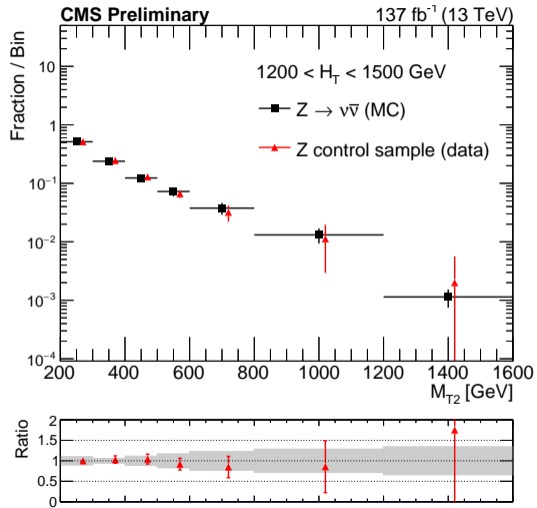 CMS Preliminary 137 fb⁻¹ (13 TeV)
Fraction / Bin
10
1
10⁻¹
10⁻²
10⁻³
10⁻⁴
1200 < H_T < 1500 GeV
Z → νν̅ (MC)
Z control sample (data)
200 400 600 800 1000 1200 1400 1600
M_T2 [GeV]
Ratio
2
1.5
1
0.5
0